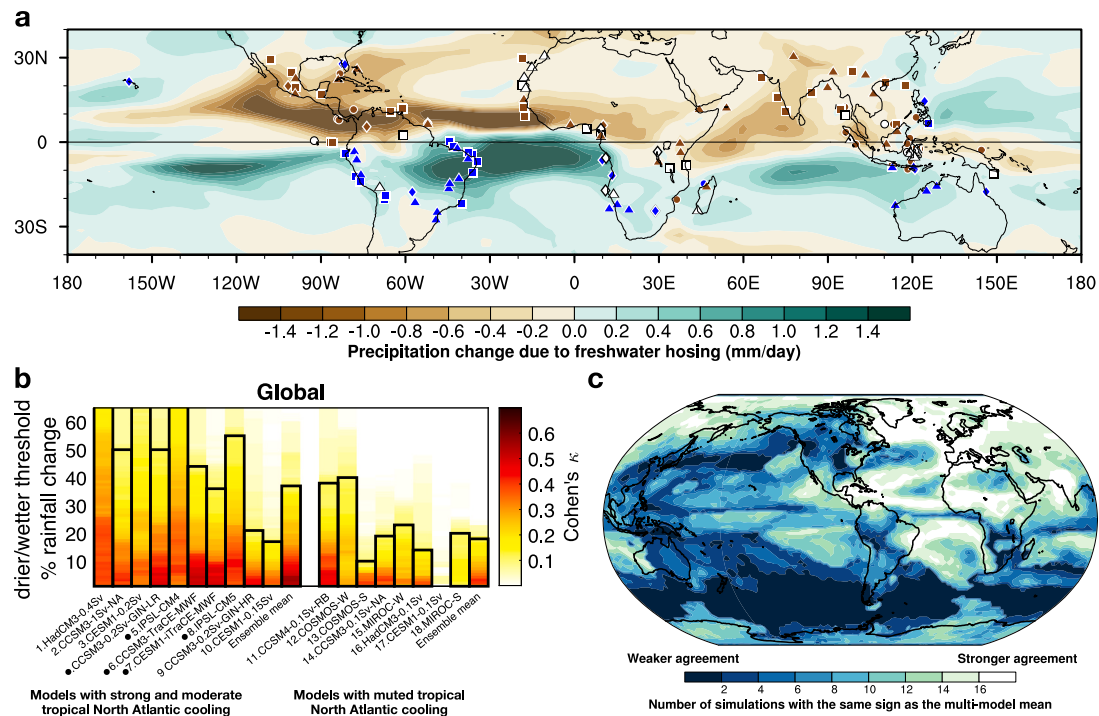 a
30N
0
30S
180
150W
120W
90W
60W
30W
0
30E
60E
90E
120E
150E
180
-1.4 -1.2 -1.0 -0.8 -0.6 -0.4 -0.2 0.0 0.2 0.4 0.6 0.8 1.0 1.2 1.4
Precipitation change due to freshwater hosing (mm/day)
b
Global
drier/wetter threshold
% rainfall change
60
50
40
30
20
10
0.6
0.5
0.4
0.3
0.2
0.1
Cohen's κ
1.HadCM3-0.4Sv
2.CCSM3-1Sv-NA
3.CESM1-0.2Sv
●.CCSM3-0.2Sv-GIN-LR
●5.IPSL-CM4
●6.CCSM3-TraCE-MWF
●7.CESM1-iTraCE-MWF
●8.IPSL-CM5
9 CCSM3-0.2Sv-GIN-HR
10.CESM1-0.15Sv
Ensemble mean
11.CCSM4-0.1Sv-RB
12.COSMOS-W
13.COSMOS-S
14.CCSM3-0.1Sv-NA
15.MIROC-W
16.HadCM3-0.1Sv
17.CESM1-0.1Sv
18.MIROC-S
Ensemble mean
Models with strong and moderate
tropical North Atlantic cooling
Models with muted tropical
North Atlantic cooling
c
Weaker agreement
Stronger agreement
2 4 6 8 10 12 14 16
Number of simulations with the same sign as the multi-model mean